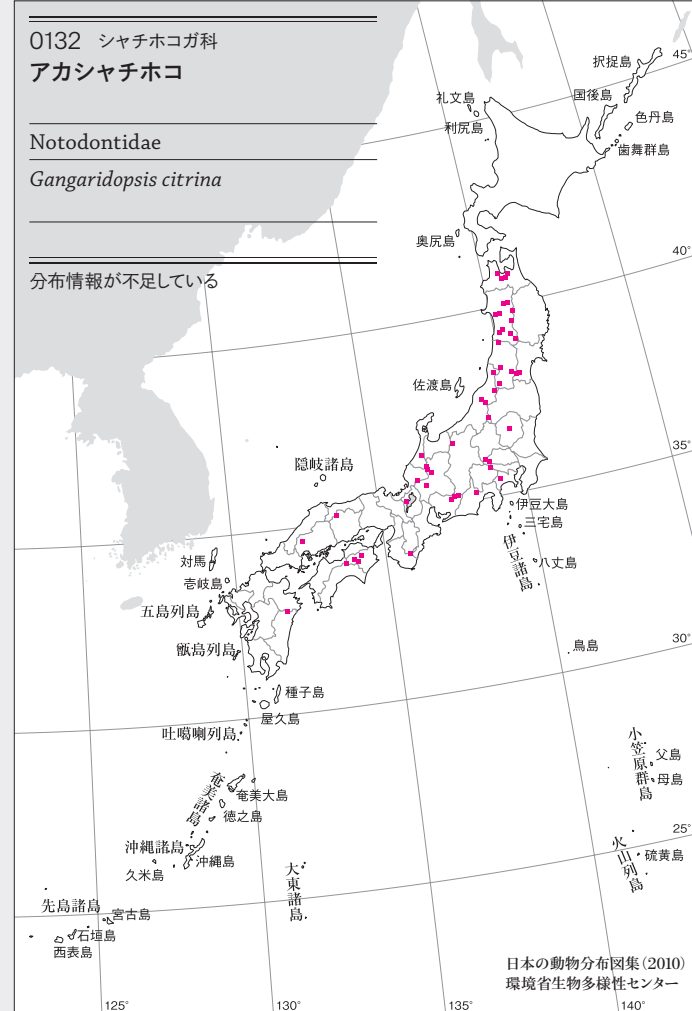 0132 シャチホコガ科
アカシャチホコ
Notodontidae
Gangaridopsis citrina
分布情報が不足している
45°
択捉島
国後島
礼文島
色丹島
利尻島
歯舞群島
奥尻島
40°
佐渡島
35°
隠岐諸島
伊豆大島
三宅島
伊豆諸島
八丈島
対馬
壱岐島
五島列島
甑島列島
鳥島
30°
種子島
屋久島
吐噶喇列島
小笠原群島
父島
母島
奄美諸島
奄美大島
徳之島
25°
沖縄諸島
沖縄島
久米島
火山列島
硫黄島
大東諸島
先島諸島
宮古島
石垣島
西表島
日本の動物分布図集(2010)
環境省生物多様性センター
125°
130°
135°
140°